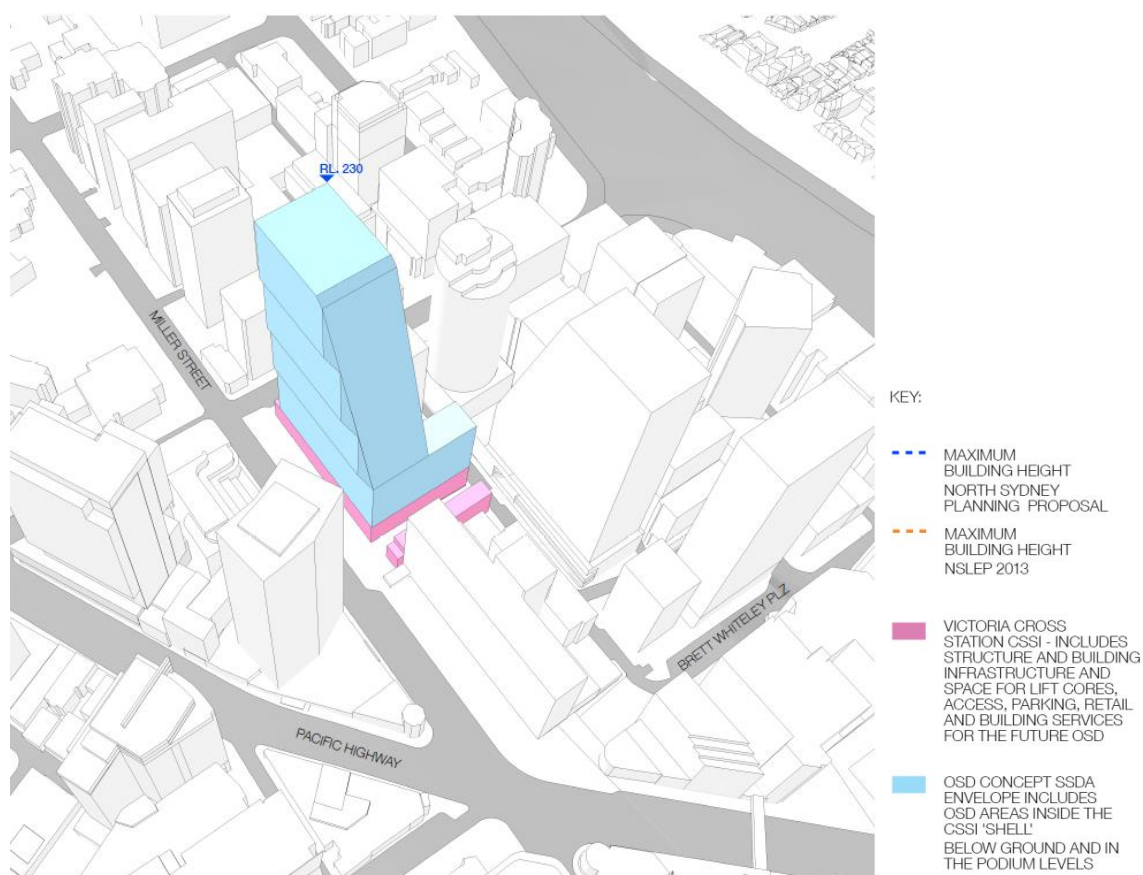 RL. 230
MILLER STREET
BRETT WHITELEY PLZ
PACIFIC HIGHWAY
KEY:
MAXIMUM
BUILDING HEIGHT
NORTH SYDNEY
PLANNING PROPOSAL
MAXIMUM
BUILDING HEIGHT
NSLEP 2013
VICTORIA CROSS
STATION CSSI - INCLUDES
STRUCTURE AND BUILDING
INFRASTRUCTURE AND
SPACE FOR LIFT CORES,
ACCESS, PARKING, RETAIL
AND BUILDING SERVICES
FOR THE FUTURE OSD
OSD CONCEPT SSDA
ENVELOPE INCLUDES
OSD AREAS INSIDE THE
CSSI 'SHELL'
BELOW GROUND AND IN
THE PODIUM LEVELS